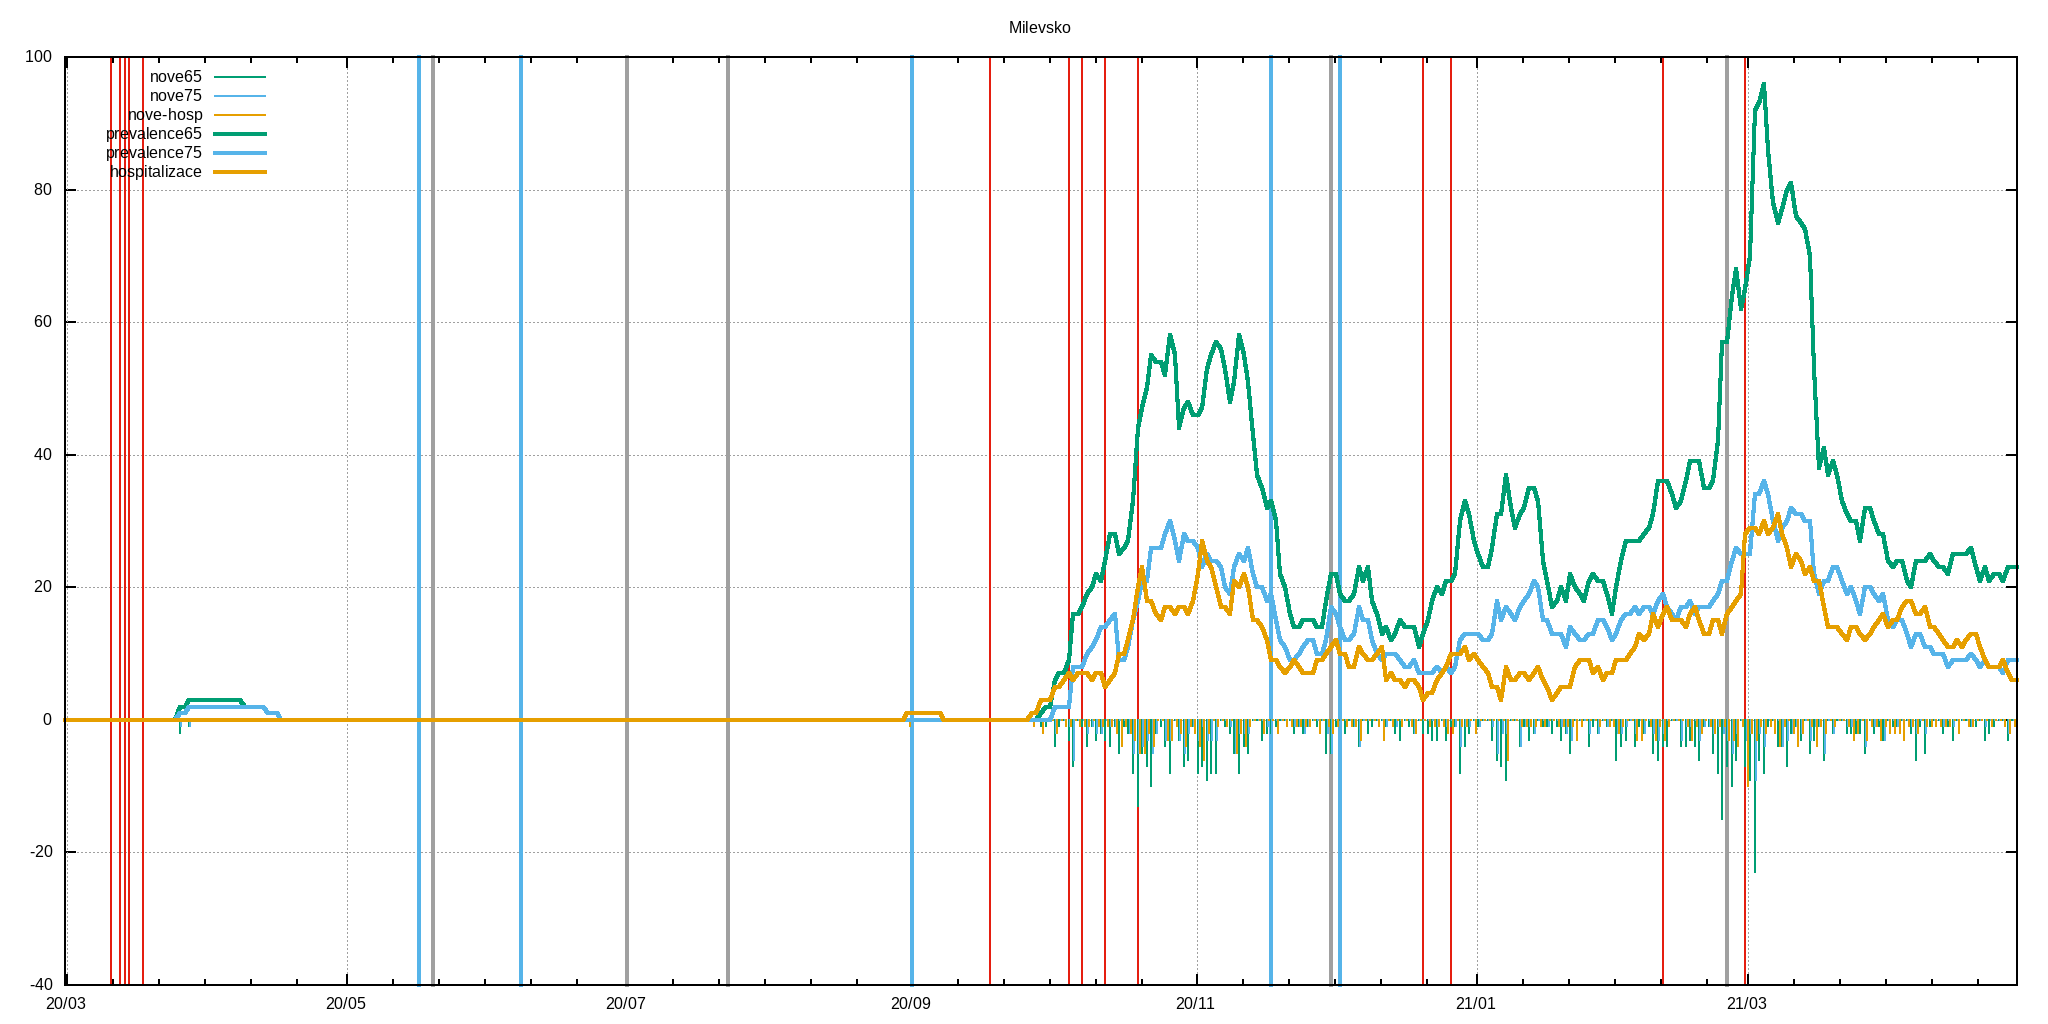 Milevsko
100
80
60
40
20
0
-20
-40
nove65
nove75
nove-hosp
prevalence65
prevalence75
hospitalizace
20/03 20/05 20/07 20/09 20/11 21/01 21/03